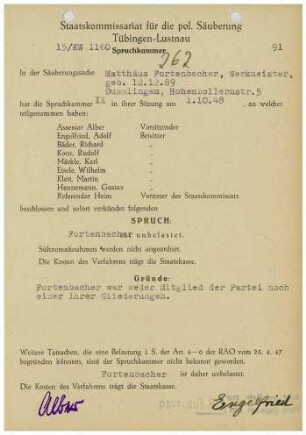 Staatskommissariat für die pol. Säuberung
Tübingen-Lustnau
15/KW 1160 91
Spruchkammer
262
In der Säuberungssache Matthäus Fortenbacher, Werkmeister,
geb. 12.12.89
Dusslingen, Hohenzollernstr.5
hat die Spruchkammer IX in ihrer Sitzung am 1.10.48 an welcher
teilgenommen haben:
Assessor Alber Vorsitzender
Engelfried, Adolf Beisitzer
Bäder, Richard "
Konz, Rudolf "
Märkle, Karl "
Eisele, Wilhelm "
Kleit, Martin "
Hannemann, Gustav "
Referendar Heim Vertreter des Staatskommissars
beschlossen und sofort verkündet folgenden
SPRUCH:
Fortenbacher unbelastet.
Sühnemaßnahmen werden nicht angeordnet.
Die Kosten des Verfahrens trägt die Staatskasse.
Gründe:
Fortenbacher war weder Mitglied der Partei noch
einer ihrer Gliederungen.
Weitere Tatsachen, die eine Belastung i. S. der Art. 4-6 der RAO vom 25. 4. 47
begründen könnten, sind der Spruchkammer nicht bekannt geworden,
Fortenbacher ist daher unbelastet.
Die Kosten des Verfahrens trägt die Staatskasse.
Alber Engelfried